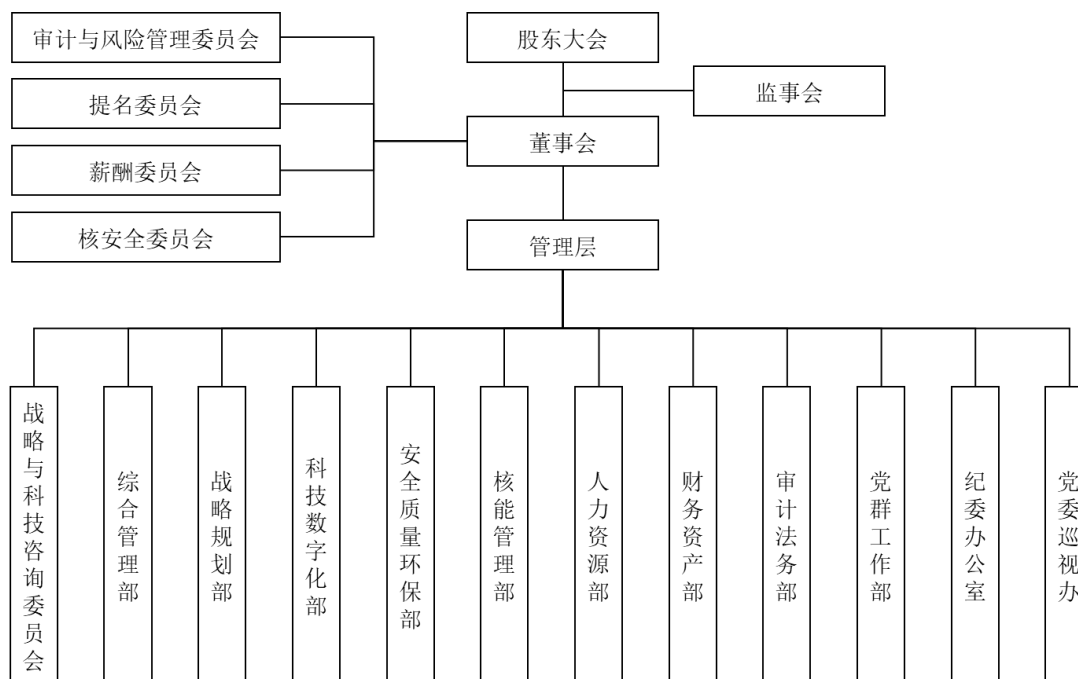 审计与风险管理委员会
股东大会
提名委员会
监事会
董事会
薪酬委员会
核安全委员会
管理层
战略与科技咨询委员会
综合管理部
战略规划部
科技数字化部
安全质量环保部
核能管理部
人力资源部
财务资产部
审计法务部
党群工作部
纪委办公室
党委巡视办